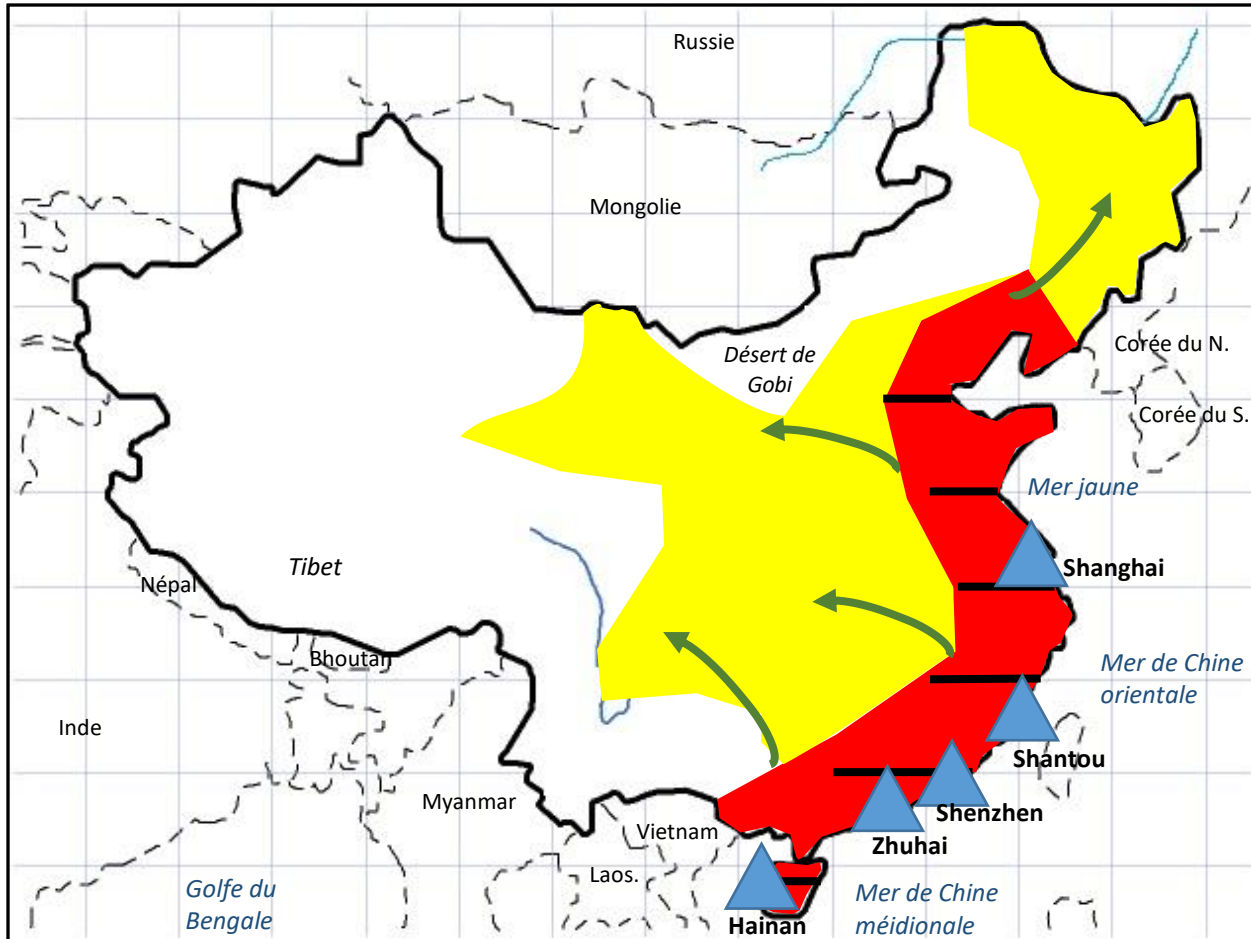 Russie
Mongolie
Désert de
Gobi
Corée du N.
Corée du S.
Mer jaune
Shanghai
Tibet
Népal
Bhoutan
Mer de Chine
orientale
Inde
Shantou
Myanmar
Shenzhen
Vietnam
Zhuhai
Laos.
Golfe du
Bengale
Hainan
Mer de Chine
méidionale